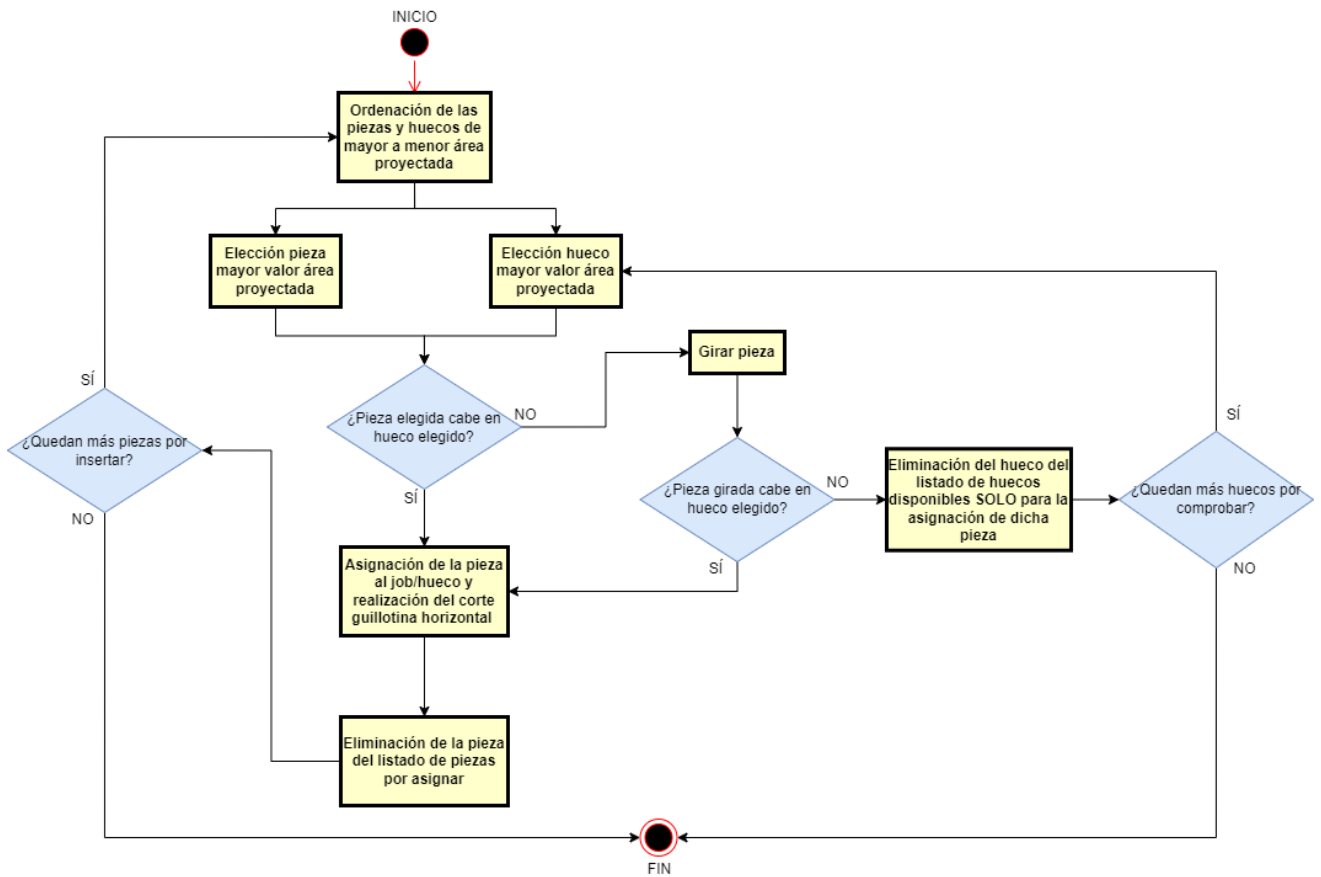 INICIO
Ordenación de las
piezas y huecos de
mayor a menor área
proyectada
Elección pieza
mayor valor área
proyectada
Elección hueco
mayor valor área
proyectada
Girar pieza
SÍ
¿Quedan más piezas por
insertar?
NO
¿Pieza elegida cabe en
hueco elegido?
NO
SÍ
¿Pieza girada cabe en
hueco elegido?
NO
SÍ
Eliminación del hueco del
listado de huecos
disponibles SOLO para la
asignación de dicha
pieza
SÍ
¿Quedan más huecos por
comprobar?
NO
Asignación de la pieza
al job/hueco y
realización del corte
guillotina horizontal
Eliminación de la pieza
del listado de piezas
por asignar
FIN